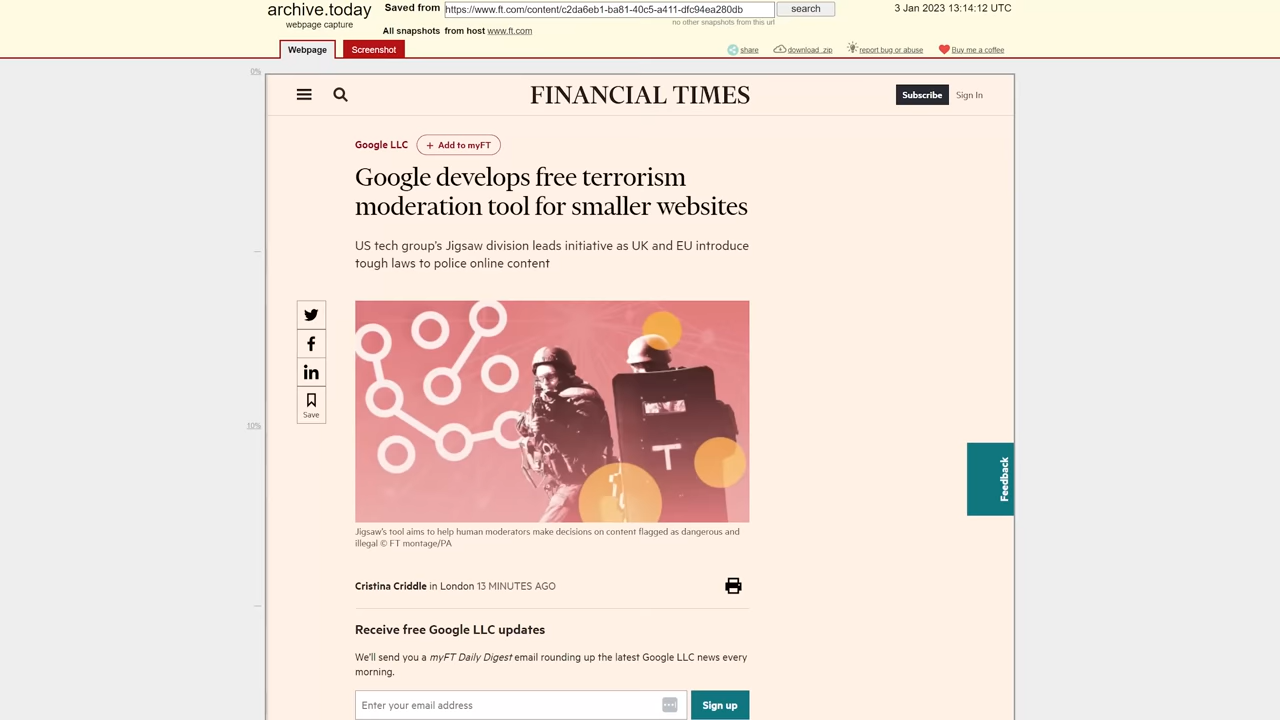 archive.today
webpage capture
Saved from
https://www.ft.com/content/c2da6eb1-ba81-40c5-a411-dfc94ea280db
search
3 Jan 2023 13:14:12 UTC
no other snapshots from this url
All snapshots from host www.ft.com
Webpage
Screenshot
share
download .zip
report bug or abuse
Buy me a coffee
0%
FINANCIAL TIMES
Subscribe
Sign In
Google LLC
+ Add to myFT
Google develops free terrorism
moderation tool for smaller websites
US tech group's Jigsaw division leads initiative as UK and EU introduce
tough laws to police online content
Save
10%
Feedback
Jigsaw's tool aims to help human moderators make decisions on content flagged as dangerous and
illegal © FT montage/PA
Cristina Criddle in London 13 MINUTES AGO
Receive free Google LLC updates
We'll send you a myFT Daily Digest email rounding up the latest Google LLC news every
morning.
Enter your email address
Sign up